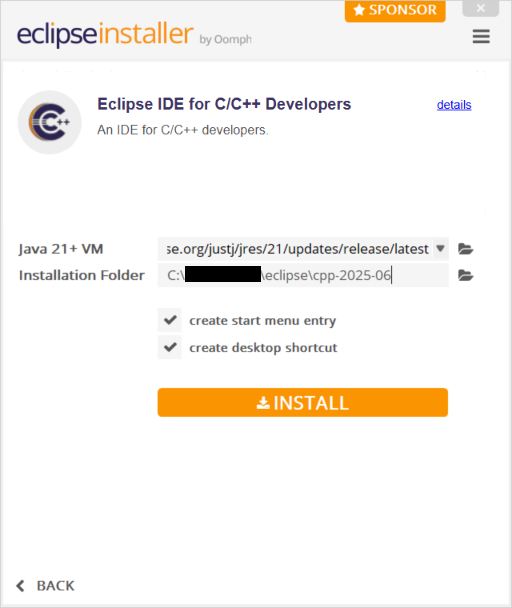 SPONSOR
eclipseinstaller by Oomph
Eclipse IDE for C/C++ Developers
details
An IDE for C/C++ developers.
Java 21+ VM
se.org/justj/jres/21/updates/release/latest
Installation Folder
C:\ \eclipse\cpp-2025-06
create start menu entry
create desktop shortcut
INSTALL
BACK